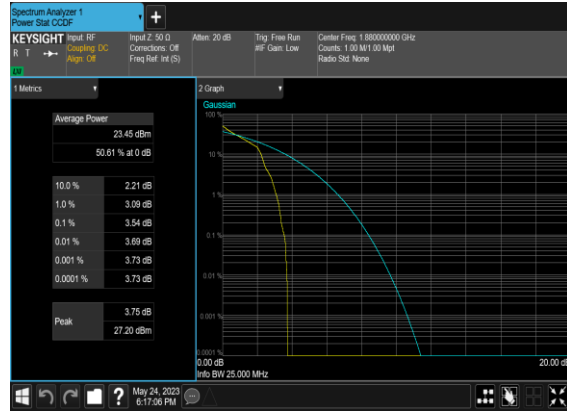 Spectrum Analyzer 1
Power Stat CCDF
+
KEYSIGHT
R T
LV
Input: RF
Coupling: DC
Align: Off
Input Z: 50 Ω
Corrections: Off
Freq Ref: Int (S)
Atten: 20 dB
Trig: Free Run
#IF Gain: Low
Center Freq: 1.880000000 GHz
Counts: 1.00 M/1.00 Mpt
Radio Std: None
1 Metrics
Average Power
23.45 dBm
50.61 % at 0 dB
10.0 % 2.21 dB
1.0 % 3.09 dB
0.1 % 3.54 dB
0.01 % 3.69 dB
0.001 % 3.73 dB
0.0001 % 3.73 dB
Peak
3.75 dB
27.20 dBm
2 Graph
Gaussian
100 %
10 %
1 %
0.1 %
0.01 %
0.001 %
0.0001 %
0.00 dB 20.00 dB
Info BW 25.000 MHz
?
May 24, 2023
6:17:06 PM